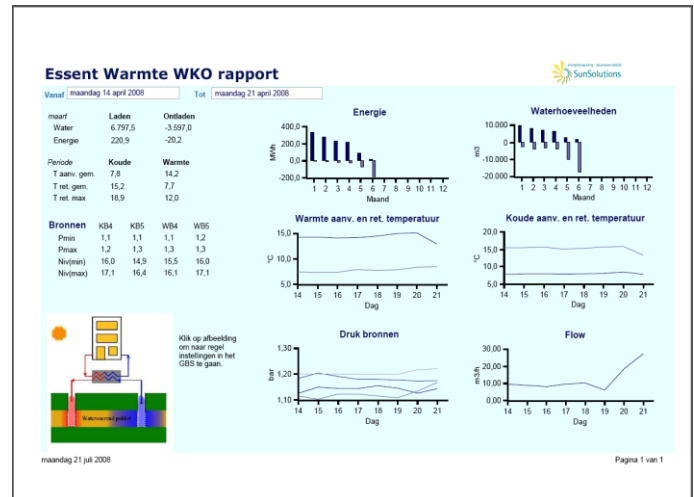 Essent Warmte WKO rapport
SunSolutions
Vanaf maandag 14 april 2008 Tot maandag 21 april 2008
maart Laden Ontladen
Water 6.797,5 -3.597,0
Energie 220,9 -20,2
Periode Koude Warmte
T aanv. gem. 7,8 14,2
T ret. gem. 15,2 7,7
T ret. max 18,9 12,0
Bronnen KB4 KB5 WB4 WB5
Pmin 1,1 1,1 1,1 1,2
Pmax 1,2 1,3 1,3 1,3
Niv(min) 16,0 14,9 15,5 16,0
Niv(max) 17,1 16,4 16,1 17,1
Waterv. pakket
Klik op afbeelding
om naar regel
instellingen in het
GBS te gaan.
Energie
MWh
400,0
200,0
0,0
-200,0
1 2 3 4 5 6 7 8 9 10 11 12
Maand
Waterhoeveelheden
m3
10.000
0
-10.000
-20.000
1 2 3 4 5 6 7 8 9 10 11 12
Maand
Warmte aanv. en ret. temperatuur
°C
15,0
10,0
5,0
14 15 16 17 18 19 20 21
Dag
Koude aanv. en ret. temperatuur
°C
20,0
15,0
10,0
5,0
14 15 16 17 18 19 20 21
Dag
Druk bronnen
bar
1,30
1,20
1,10
14 15 16 17 18 19 20 21
Dag
Flow
m3/h
30,00
20,00
10,00
0,00
14 15 16 17 18 19 20 21
Dag
maandag 21 juli 2008
Pagina 1 van 1